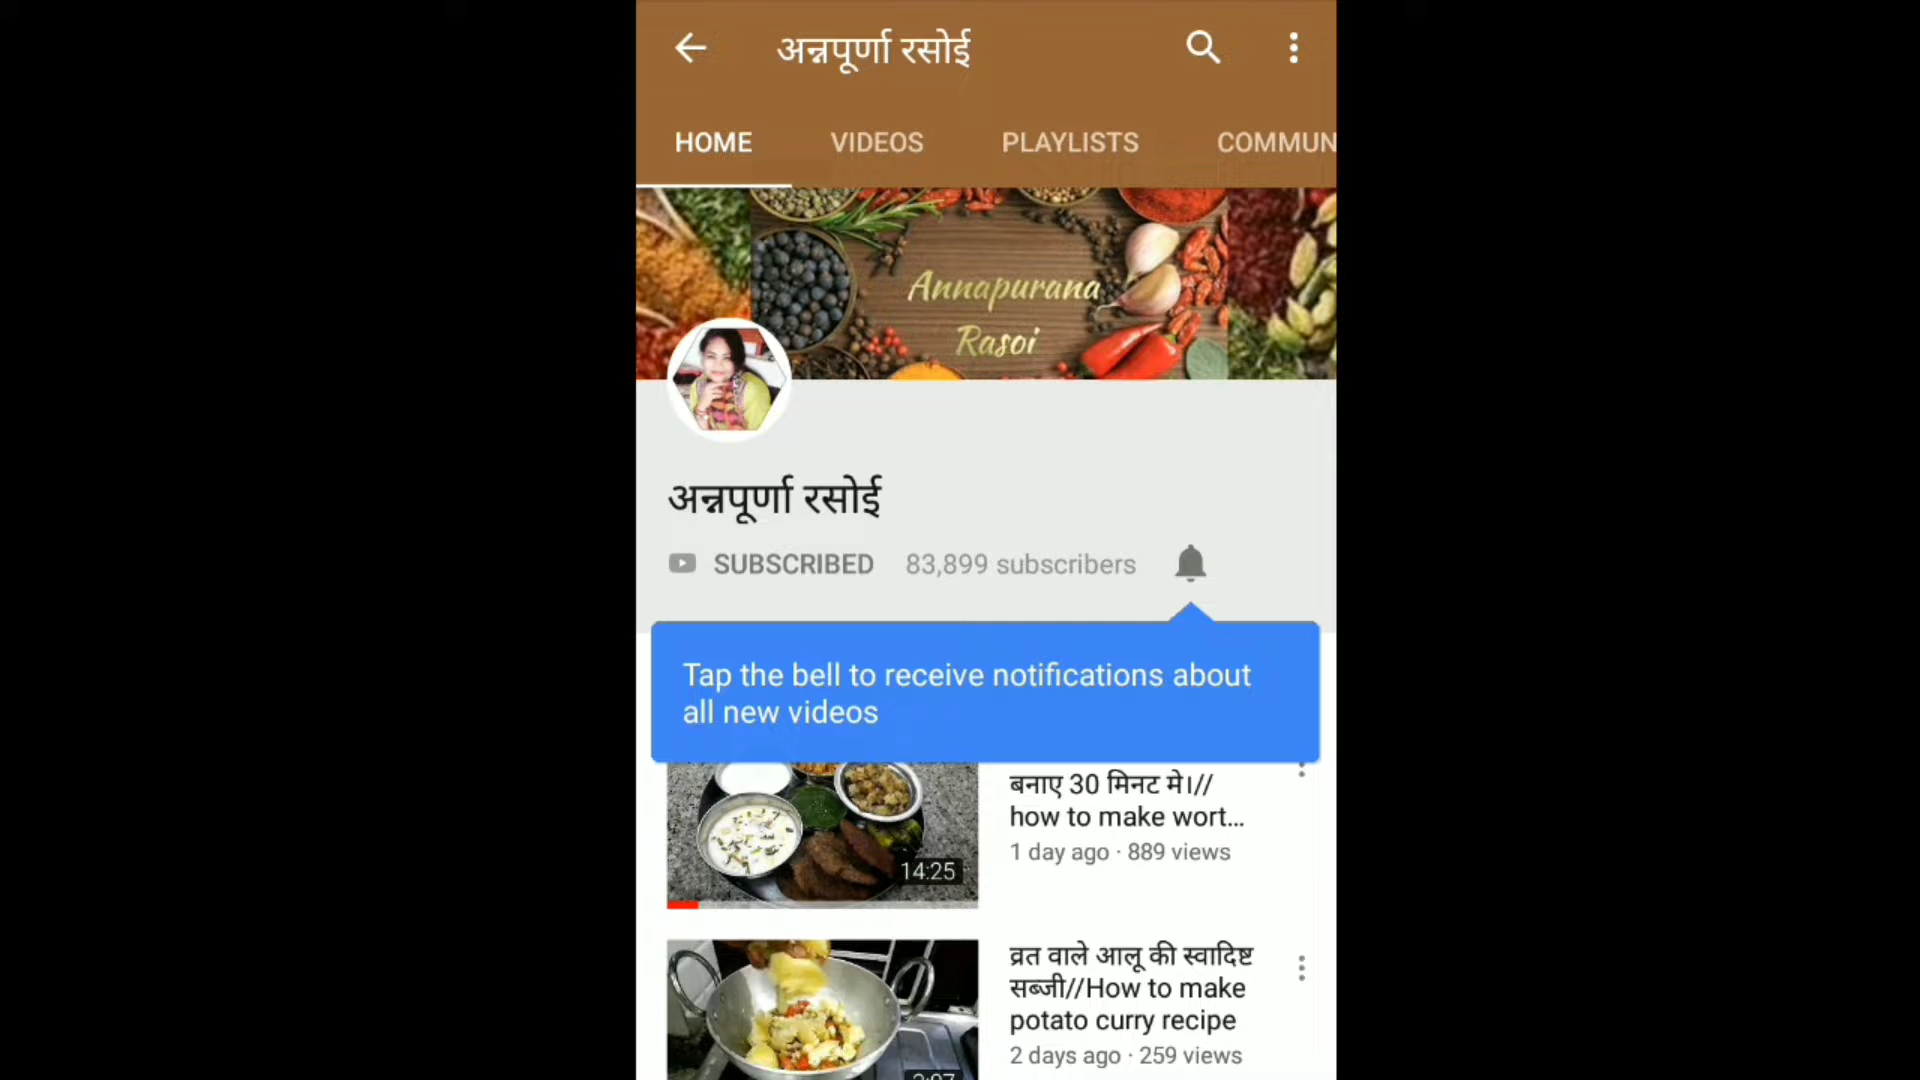 अन्नपूर्णा रसोई
HOME VIDEOS PLAYLISTS COMMUN
Annapurana
Rasoi
अन्नपूर्णा रसोई
SUBSCRIBED 83,899 subscribers
Tap the bell to receive notifications about
all new videos
बनाए 30 मिनट मे।//
how to make wort...
1 day ago · 889 views
14:25
व्रत वाले आलू की स्वादिष्ट
सब्जी//How to make
potato curry recipe
2 days ago · 259 views